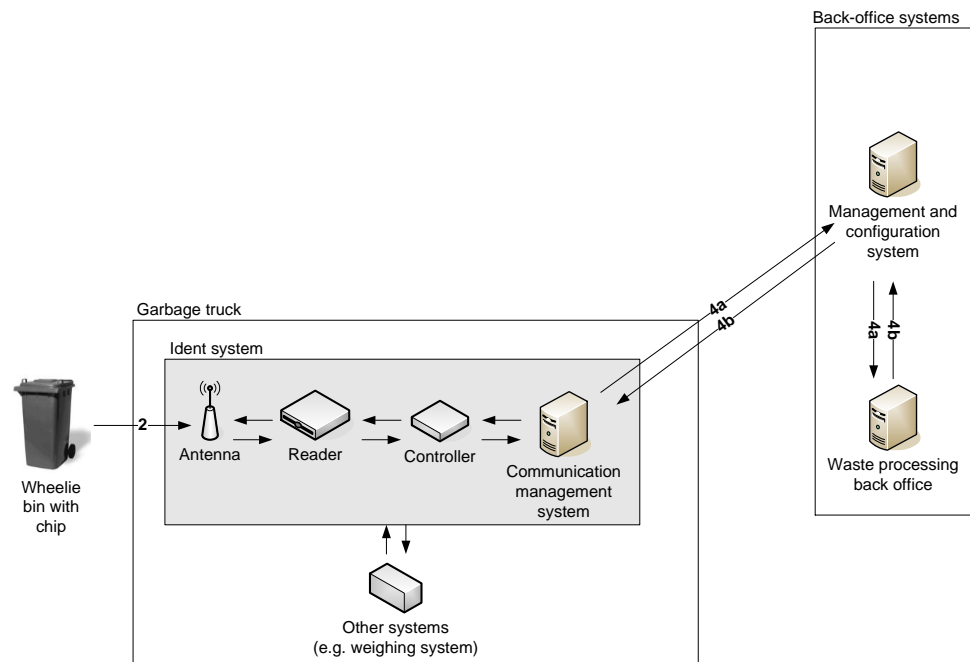 Back-office systems
Management and
configuration
system
4a
4b
4a
4b
Garbage truck
Ident system
2
Antenna
Reader
Controller
Communication
management
system
Waste processing
back office
Wheelie
bin with
chip
Other systems
(e.g. weighing system)